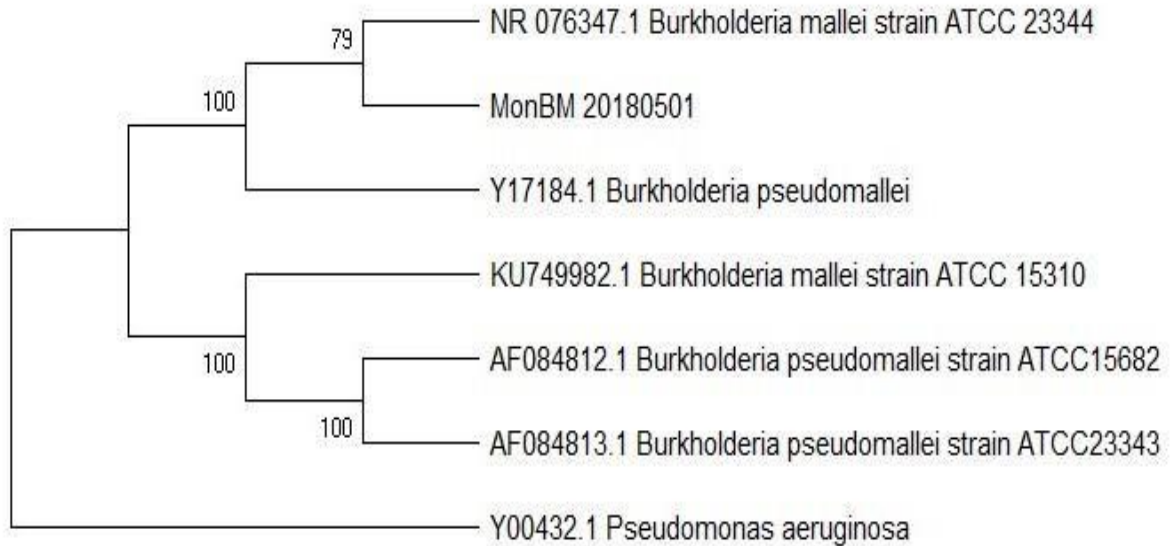 NR 076347.1 Burkholderia mallei strain ATCC 23344
79
MonBM 20180501
100
Y17184.1 Burkholderia pseudomallei
KU749982.1 Burkholderia mallei strain ATCC 15310
100
AF084812.1 Burkholderia pseudomallei strain ATCC15682
100
AF084813.1 Burkholderia pseudomallei strain ATCC23343
Y00432.1 Pseudomonas aeruginosa